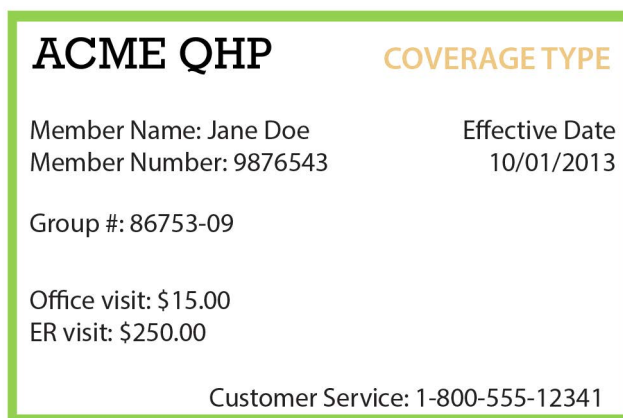 ACME QHP COVERAGE TYPE
Member Name: Jane Doe Effective Date
Member Number: 9876543 10/01/2013
Group #: 86753-09
Office visit: $15.00
ER visit: $250.00
Customer Service: 1-800-555-12341